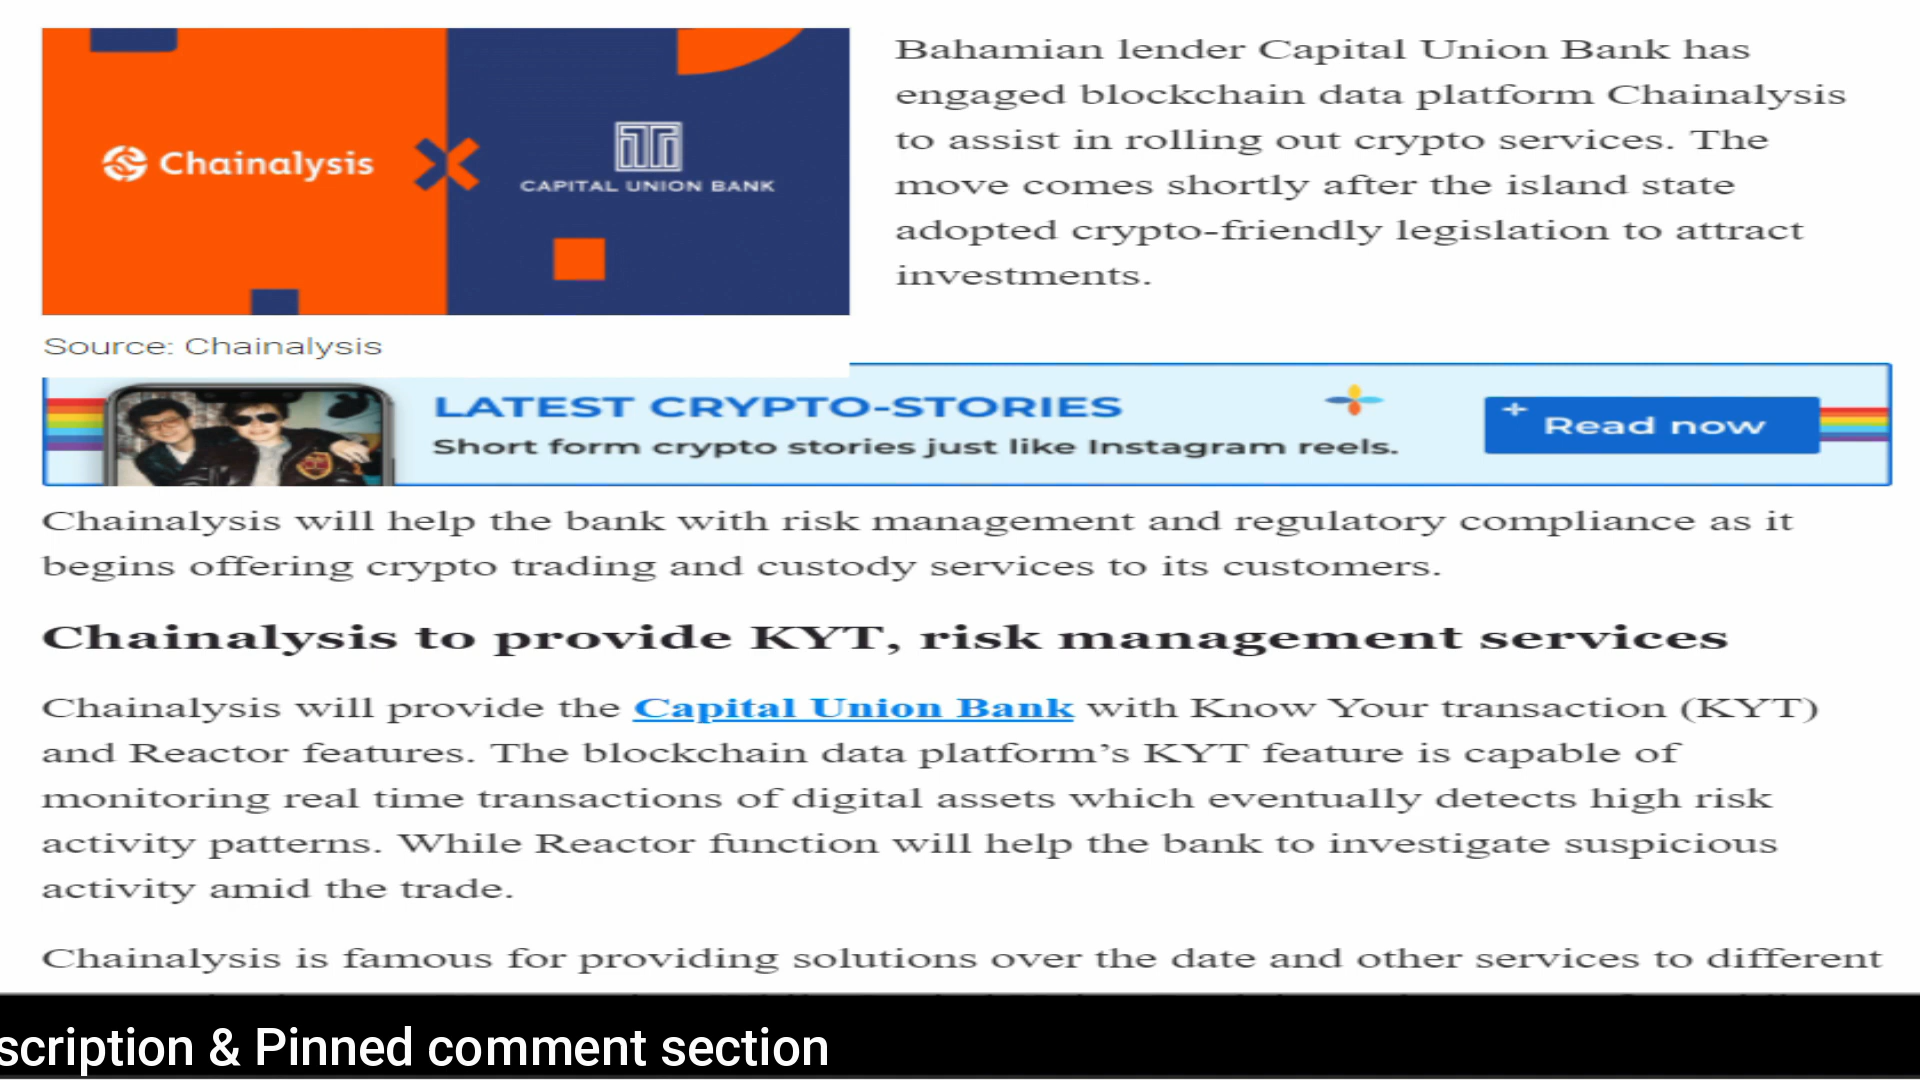 Chainalysis
CAPITAL UNION BANK
Source: Chainalysis
Bahamian lender Capital Union Bank has
engaged blockchain data platform Chainalysis
to assist in rolling out crypto services. The
move comes shortly after the island state
adopted crypto-friendly legislation to attract
investments.
LATEST CRYPTO-STORIES
Short form crypto stories just like Instagram reels.
Read now
Chainalysis will help the bank with risk management and regulatory compliance as it
begins offering crypto trading and custody services to its customers.
Chainalysis to provide KYT, risk management services
Chainalysis will provide the Capital Union Bank with Know Your transaction (KYT)
and Reactor features. The blockchain data platform’s KYT feature is capable of
monitoring real time transactions of digital assets which eventually detects high risk
activity patterns. While Reactor function will help the bank to investigate suspicious
activity amid the trade.
Chainalysis is famous for providing solutions over the date and other services to different
scription & Pinned comment section